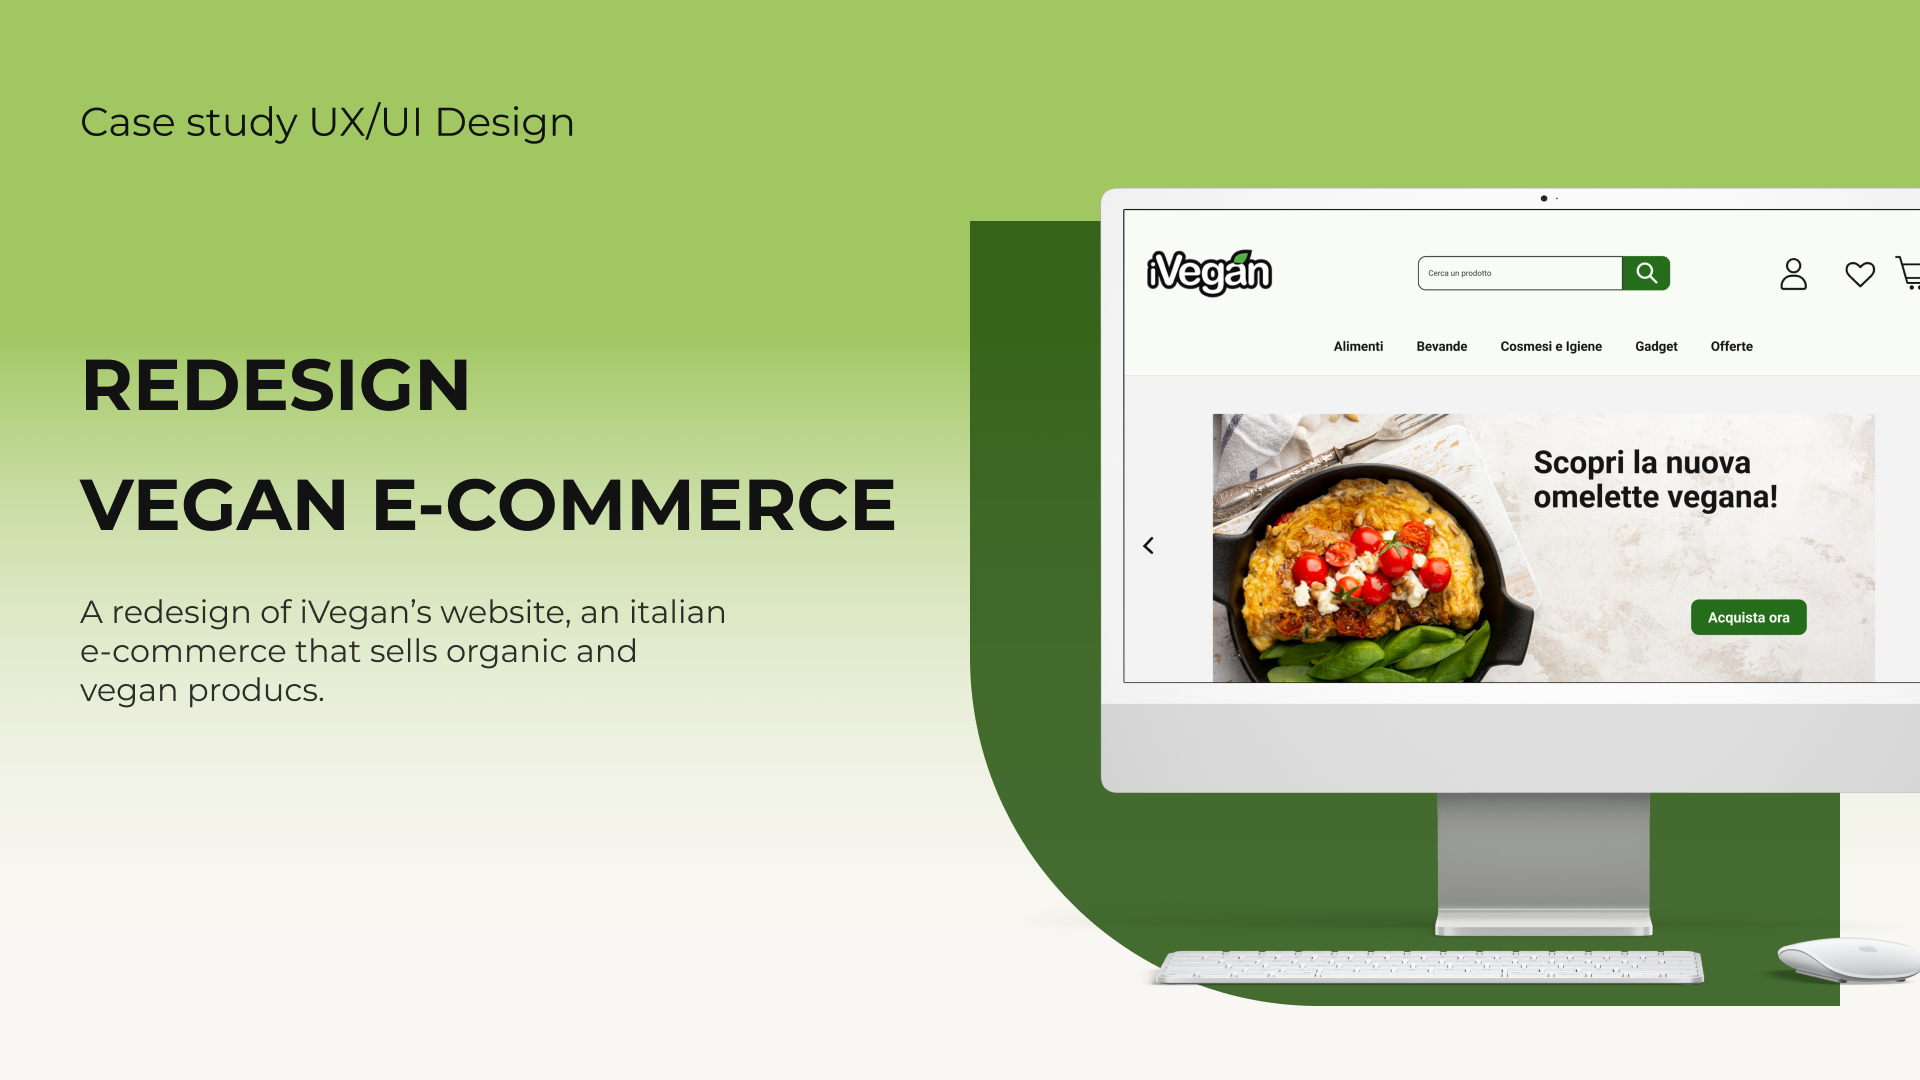 Case study UX/UI Design
REDESIGN
VEGAN E-COMMERCE
A redesign of iVegan’s website, an italian
e-commerce that sells organic and
vegan producs.
iVegan
Cerca un prodotto
Alimenti Bevande Cosmesi e Igiene Gadget Offerte
Scopri la nuova
omelette vegana!
Acquista ora